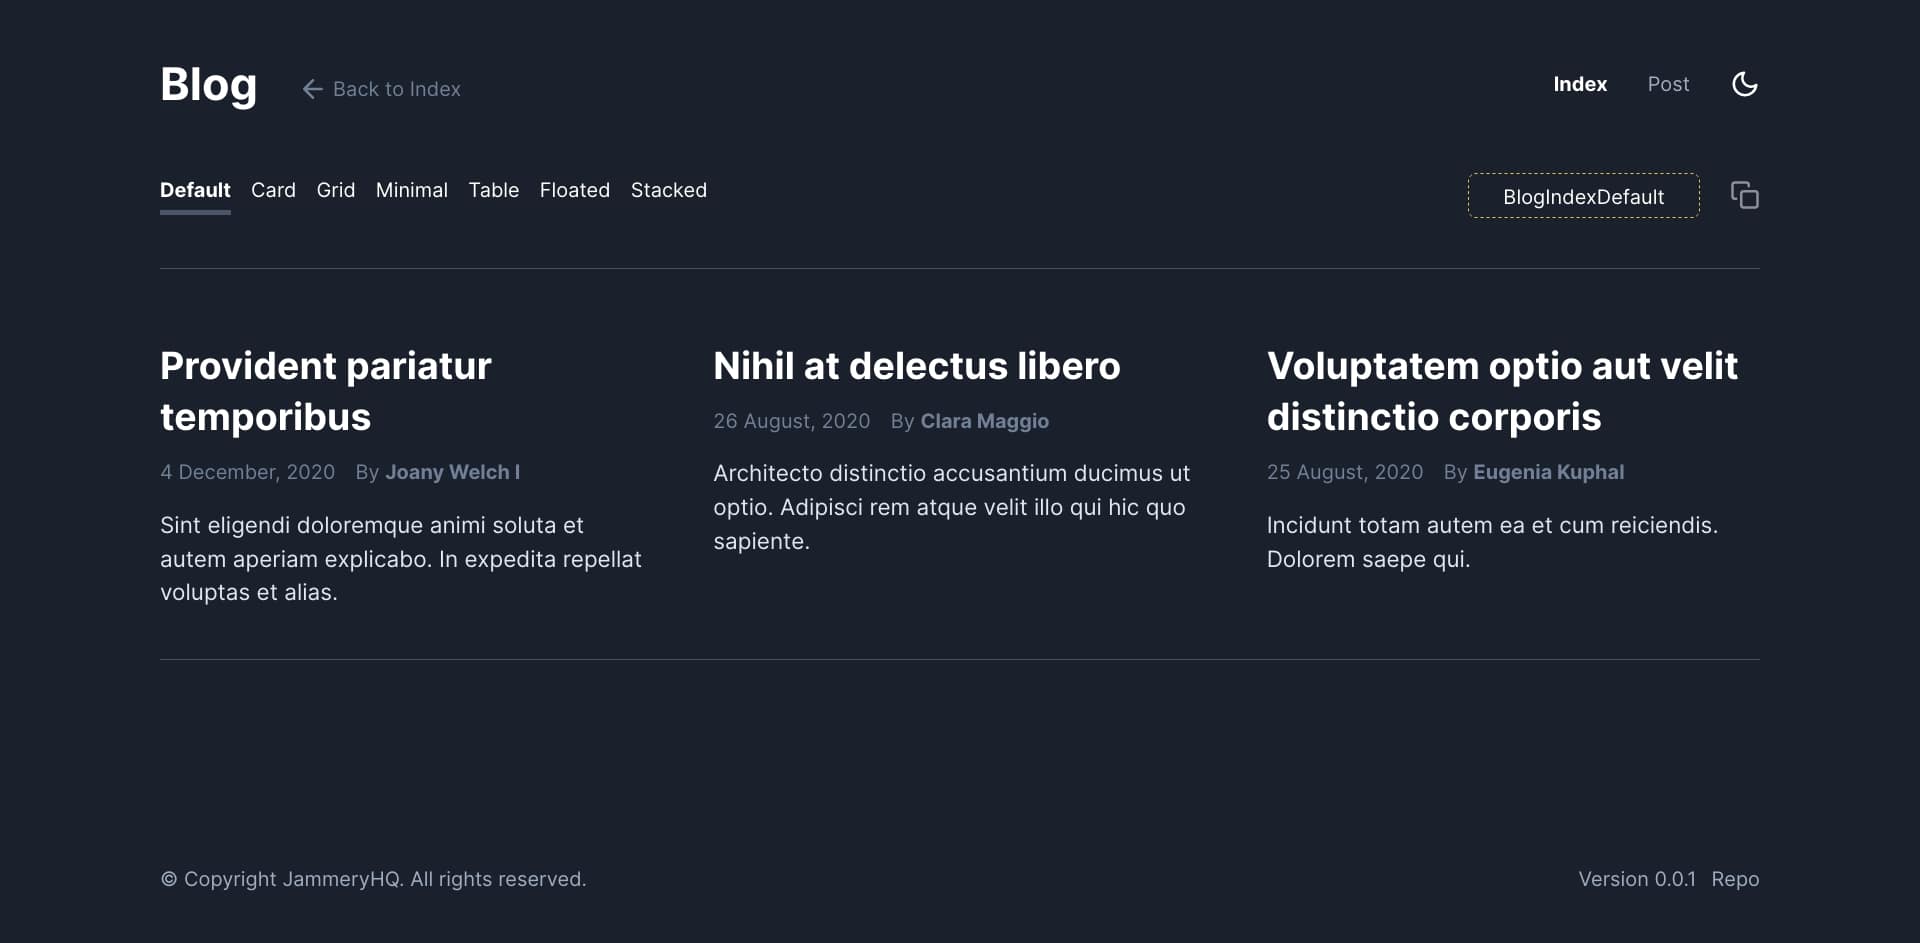 Blog
Back to Index
Index
Post
Default
Card
Grid
Minimal
Table
Floated
Stacked
BlogIndexDefault
Provident pariatur
temporibus
4 December, 2020 By Joany Welch I
Sint eligendi doloremque animi soluta et
autem aperiam explicabo. In expedita repellat
voluptas et alias.
Nihil at delectus libero
26 August, 2020 By Clara Maggio
Architecto distinctio accusantium ducimus ut
optio. Adipisci rem atque velit illo qui hic quo
sapiente.
Voluptatem optio aut velit
distinctio corporis
25 August, 2020 By Eugenia Kuphal
Incidunt totam autem ea et cum reiciendis.
Dolorem saepe qui.
© Copyright JammeryHQ. All rights reserved.
Version 0.0.1 Repo